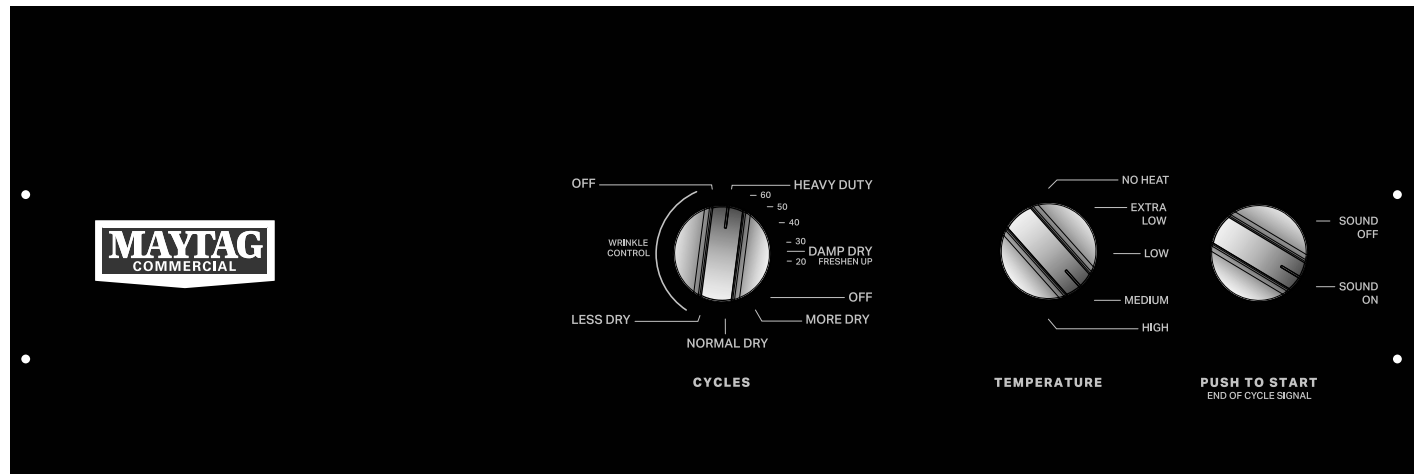 MAYTAG
COMMERCIAL
OFF
HEAVY DUTY
60
50
40
30
DAMP DRY
20
FRESHEN UP
WRINKLE
CONTROL
OFF
LESS DRY
MORE DRY
NORMAL DRY
CYCLES
NO HEAT
EXTRA
LOW
LOW
MEDIUM
HIGH
TEMPERATURE
SOUND
OFF
SOUND
ON
PUSH TO START
END OF CYCLE SIGNAL